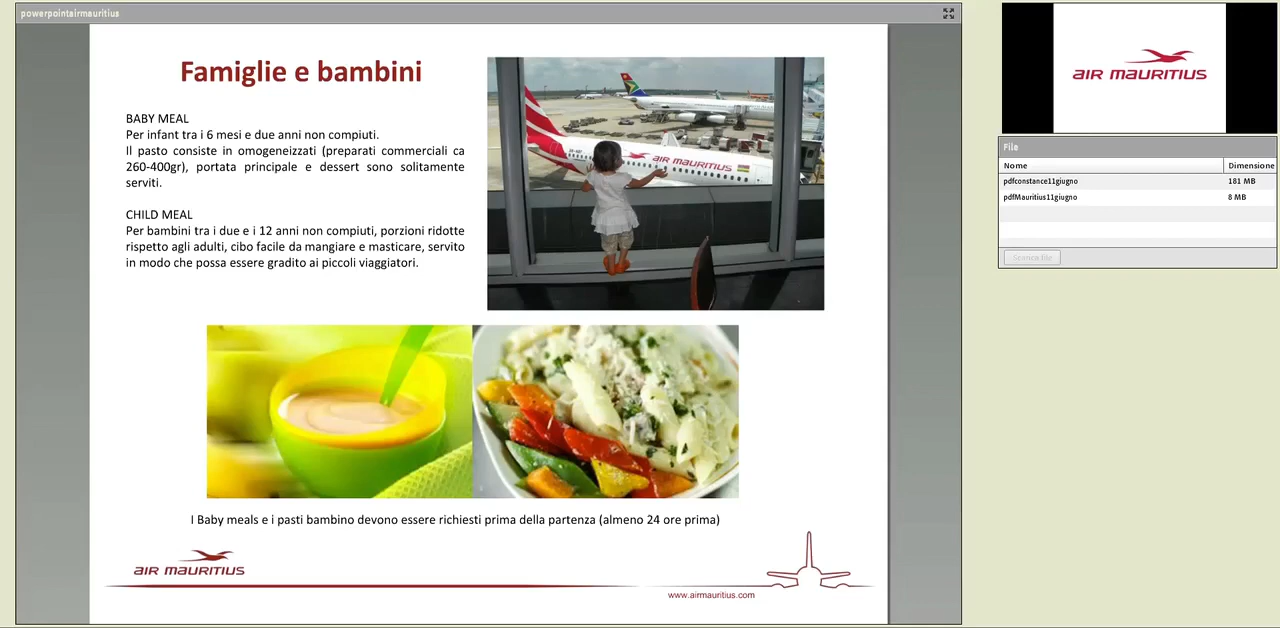 powerpointairmauritius
Famiglie e bambini
BABY MEAL
Per infant tra i 6 mesi e due anni non compiuti.
Il pasto consiste in omogeneizzati (preparati commerciali ca
260-400gr), portata principale e dessert sono solitamente
serviti.
CHILD MEAL
Per bambini tra i due e i 12 anni non compiuti, porzioni ridotte
rispetto agli adulti, cibo facile da mangiare e masticare, servito
in modo che possa essere gradito ai piccoli viaggiatori.
AIR MAURITIUS
I Baby meals e i pasti bambino devono essere richiesti prima della partenza (almeno 24 ore prima)
AIR MAURITIUS
www.airmauritius.com
AIR MAURITIUS
File
Nome Dimensione
pdfconstance11giugno 181 MB
pdfMauritius11giugno 8 MB
Scarica file